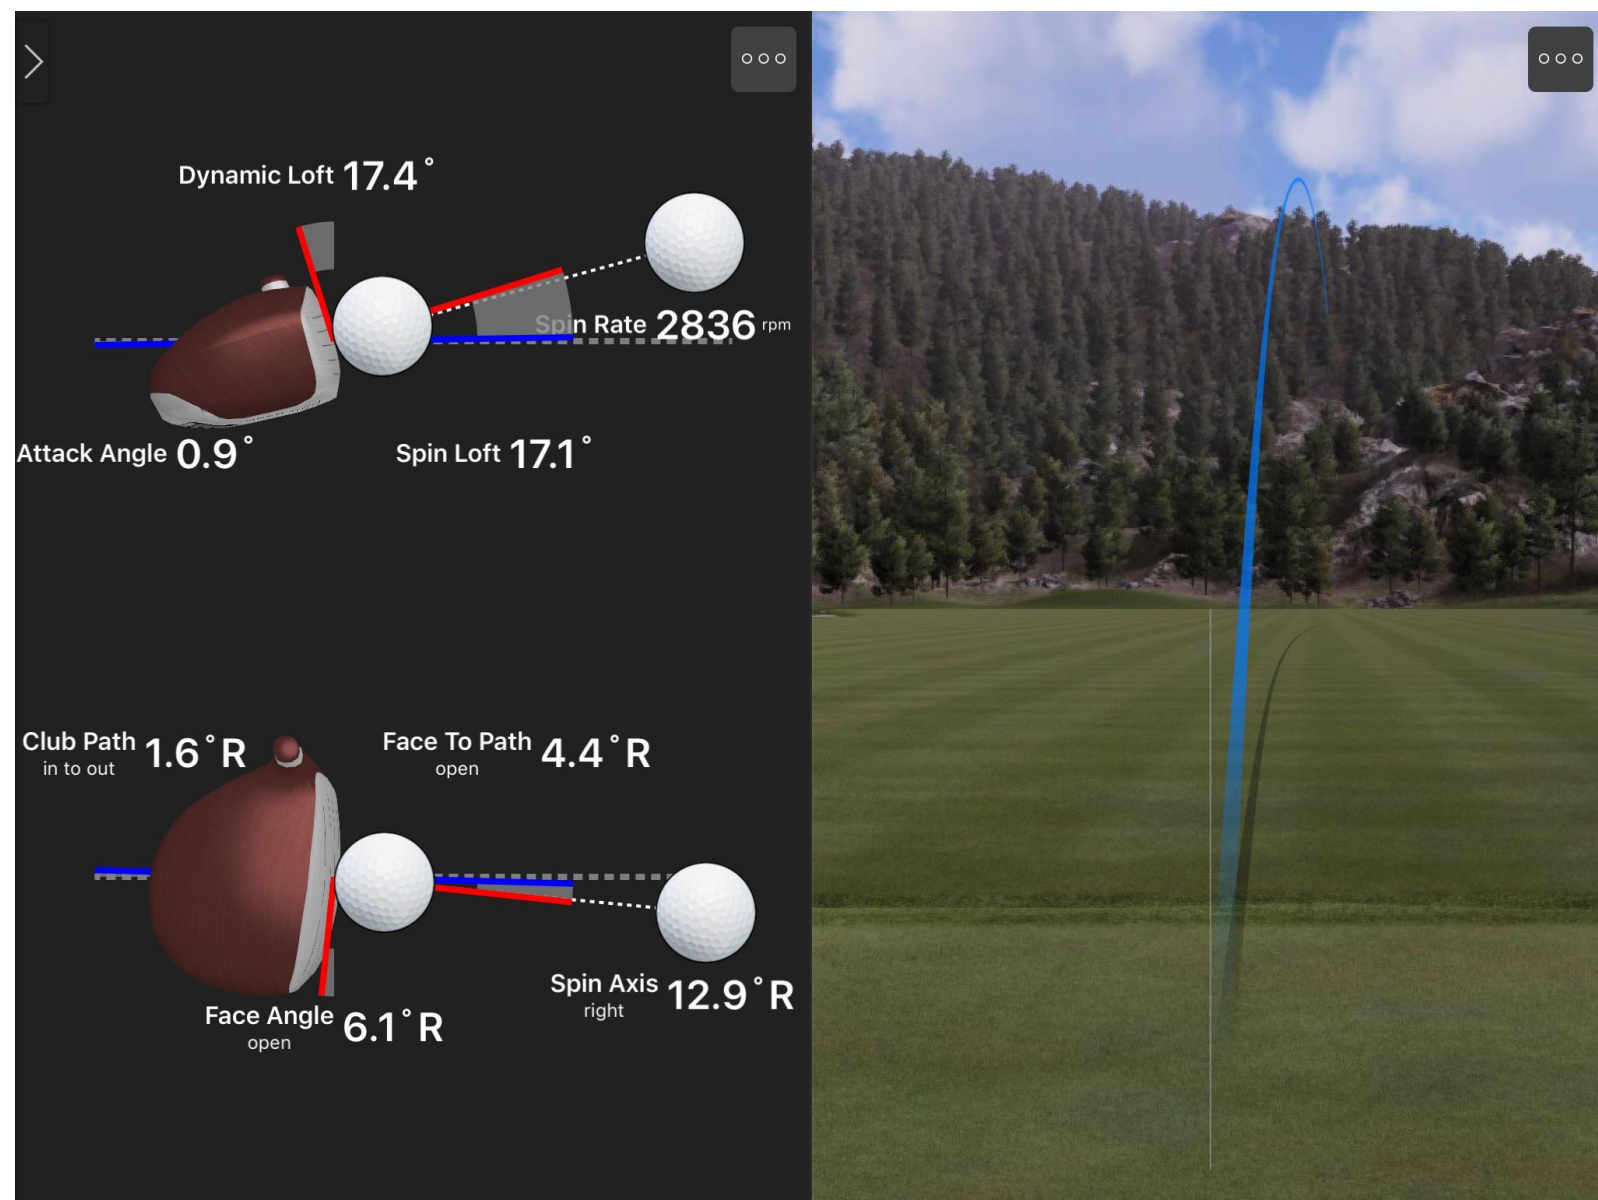 Dynamic Loft 17.4°
Spin Rate 2836 rpm
Attack Angle 0.9°
Spin Loft 17.1°
Club Path 1.6° R
in to out
Face To Path 4.4° R
open
Spin Axis 12.9° R
right
Face Angle 6.1° R
open